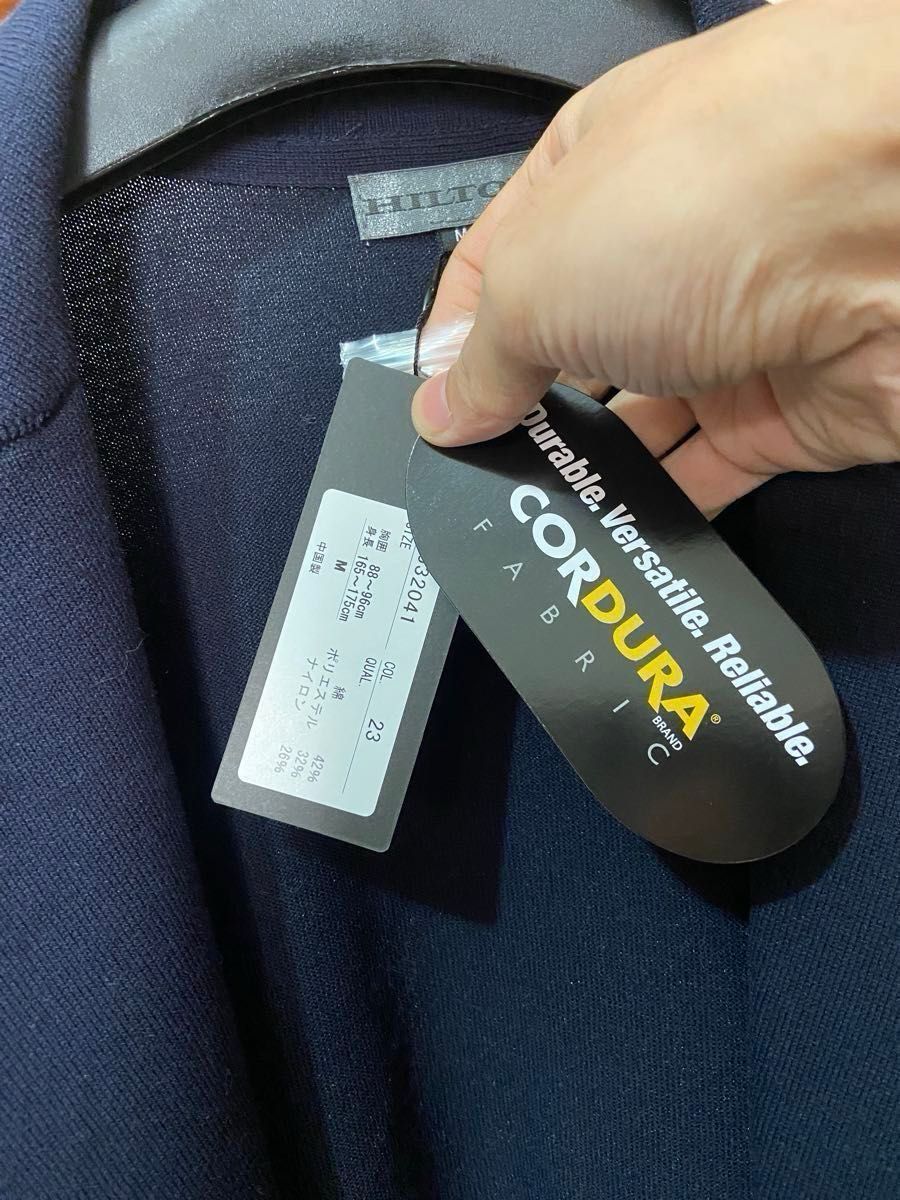 HILTO
M
Durable. Versatile. Reliable.
CORDURA®
BRAND
FABRIC
32041
COL. 23
QUAL.
SIZE
胸囲 88~96cm
身長 165~175cm
M
中国製
綿 42%
ポリエステル 32%
ナイロン 26%